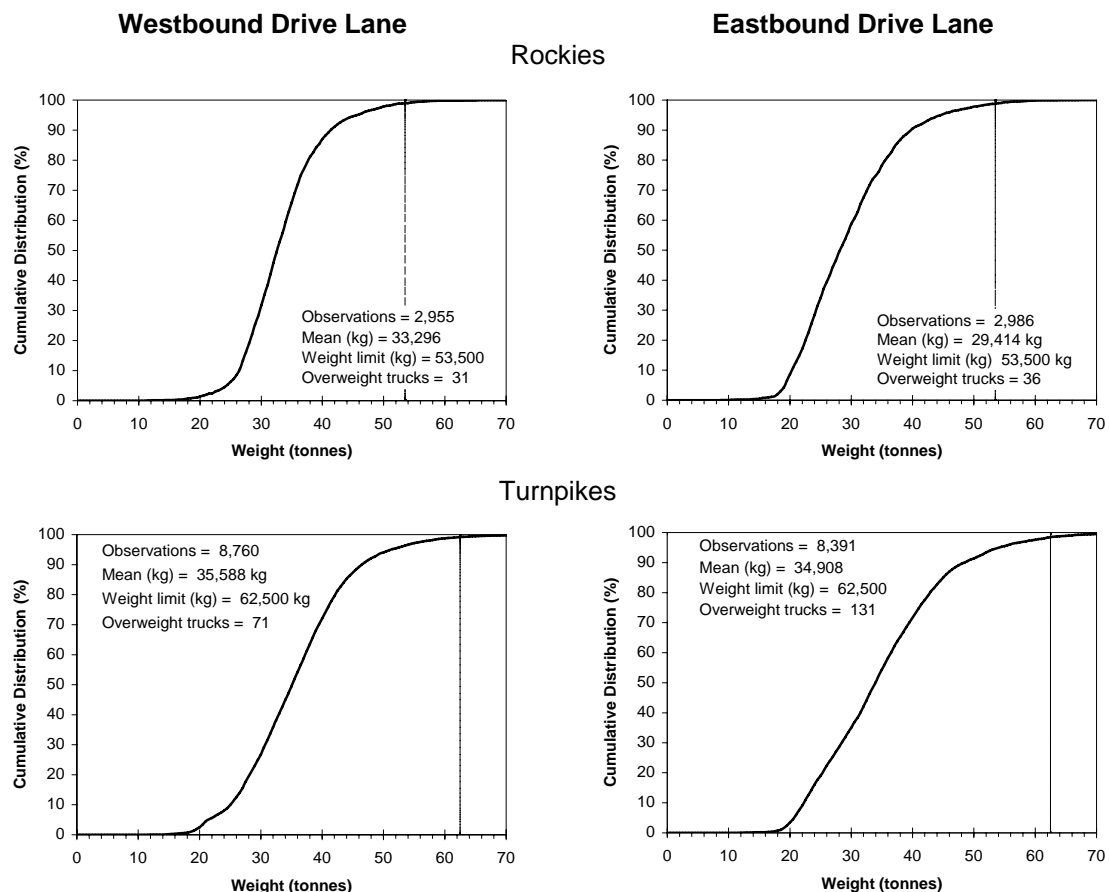 Westbound Drive Lane
Eastbound Drive Lane
Rockies
100
90
80
70
60
50
40
30
20
10
0
Cumulative Distribution (%)
Observations = 2,955
Mean (kg) = 33,296
Weight limit (kg) = 53,500
Overweight trucks = 31
0 10 20 30 40 50 60 70
Weight (tonnes)
100
90
80
70
60
50
40
30
20
10
0
Cumulative Distribution (%)
Observations = 2,986
Mean (kg) = 29,414 kg
Weight limit (kg) 53,500 kg
Overweight trucks = 36
0 10 20 30 40 50 60 70
Weight (tonnes)
Turnpikes
100
90
80
70
60
50
40
30
20
10
0
Cumulative Distribution (%)
Observations = 8,760
Mean (kg) = 35,588 kg
Weight limit (kg) = 62,500 kg
Overweight trucks = 71
0 10 20 30 40 50 60 70
Weight (tonnes)
100
90
80
70
60
50
40
30
20
10
0
Cumulative Distribution (%)
Observations = 8,391
Mean (kg) = 34,908
Weight limit (kg) = 62,500
Overweight trucks = 131
0 10 20 30 40 50 60 70
Weight (tonnes)